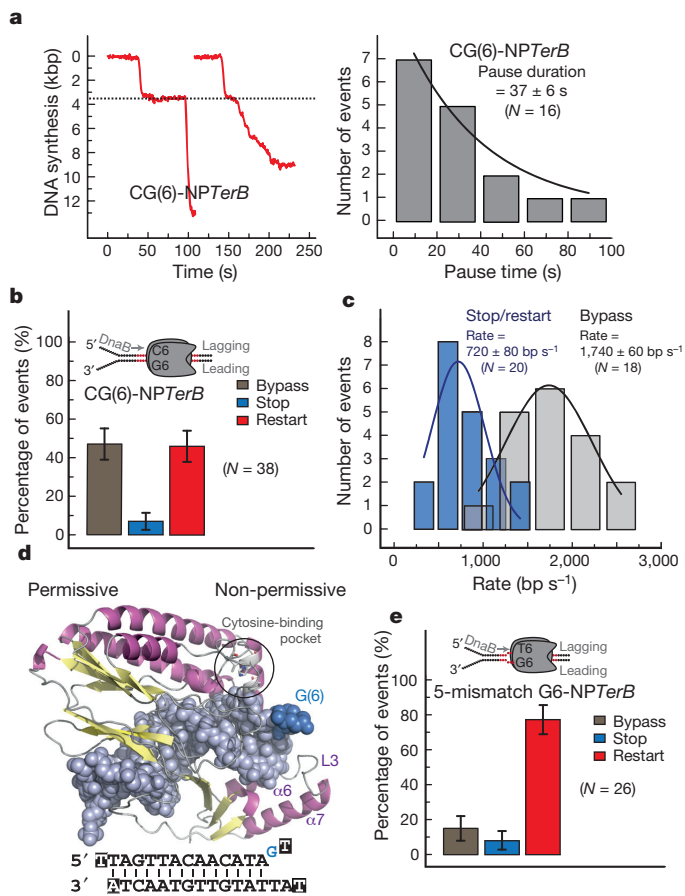 a
DNA synthesis (kbp)
0
2
4
6
8
10
12
CG(6)-NPTerB
0 50 100 150 200 250
Time (s)
Number of events
7
6
5
4
3
2
1
0
CG(6)-NPTerB
Pause duration
= 37 ± 6 s
(N = 16)
0 20 40 60 80 100
Pause time (s)
b
Percentage of events (%)
100
80
60
40
20
0
5′ DnaB C6 Lagging
3′ G6 Leading
CG(6)-NPTerB
Bypass
Stop
Restart
(N = 38)
c
Number of events
8
7
6
5
4
3
2
1
0
Stop/restart
Rate =
720 ± 80 bp s⁻¹
(N = 20)
Bypass
Rate =
1,740 ± 60 bp s⁻¹
(N = 18)
0 1,000 2,000 3,000
Rate (bp s⁻¹)
d
Permissive Non-permissive
Cytosine-binding
pocket
G(6)
L3
α6
α7
5′ TTAGTTACAACATAGT
3′ ATCAATGTTGTATTAT
e
Percentage of events (%)
100
80
60
40
20
0
5′ DnaB T6 Lagging
3′ G6 Leading
5-mismatch G6-NPTerB
Bypass
Stop
Restart
(N = 26)